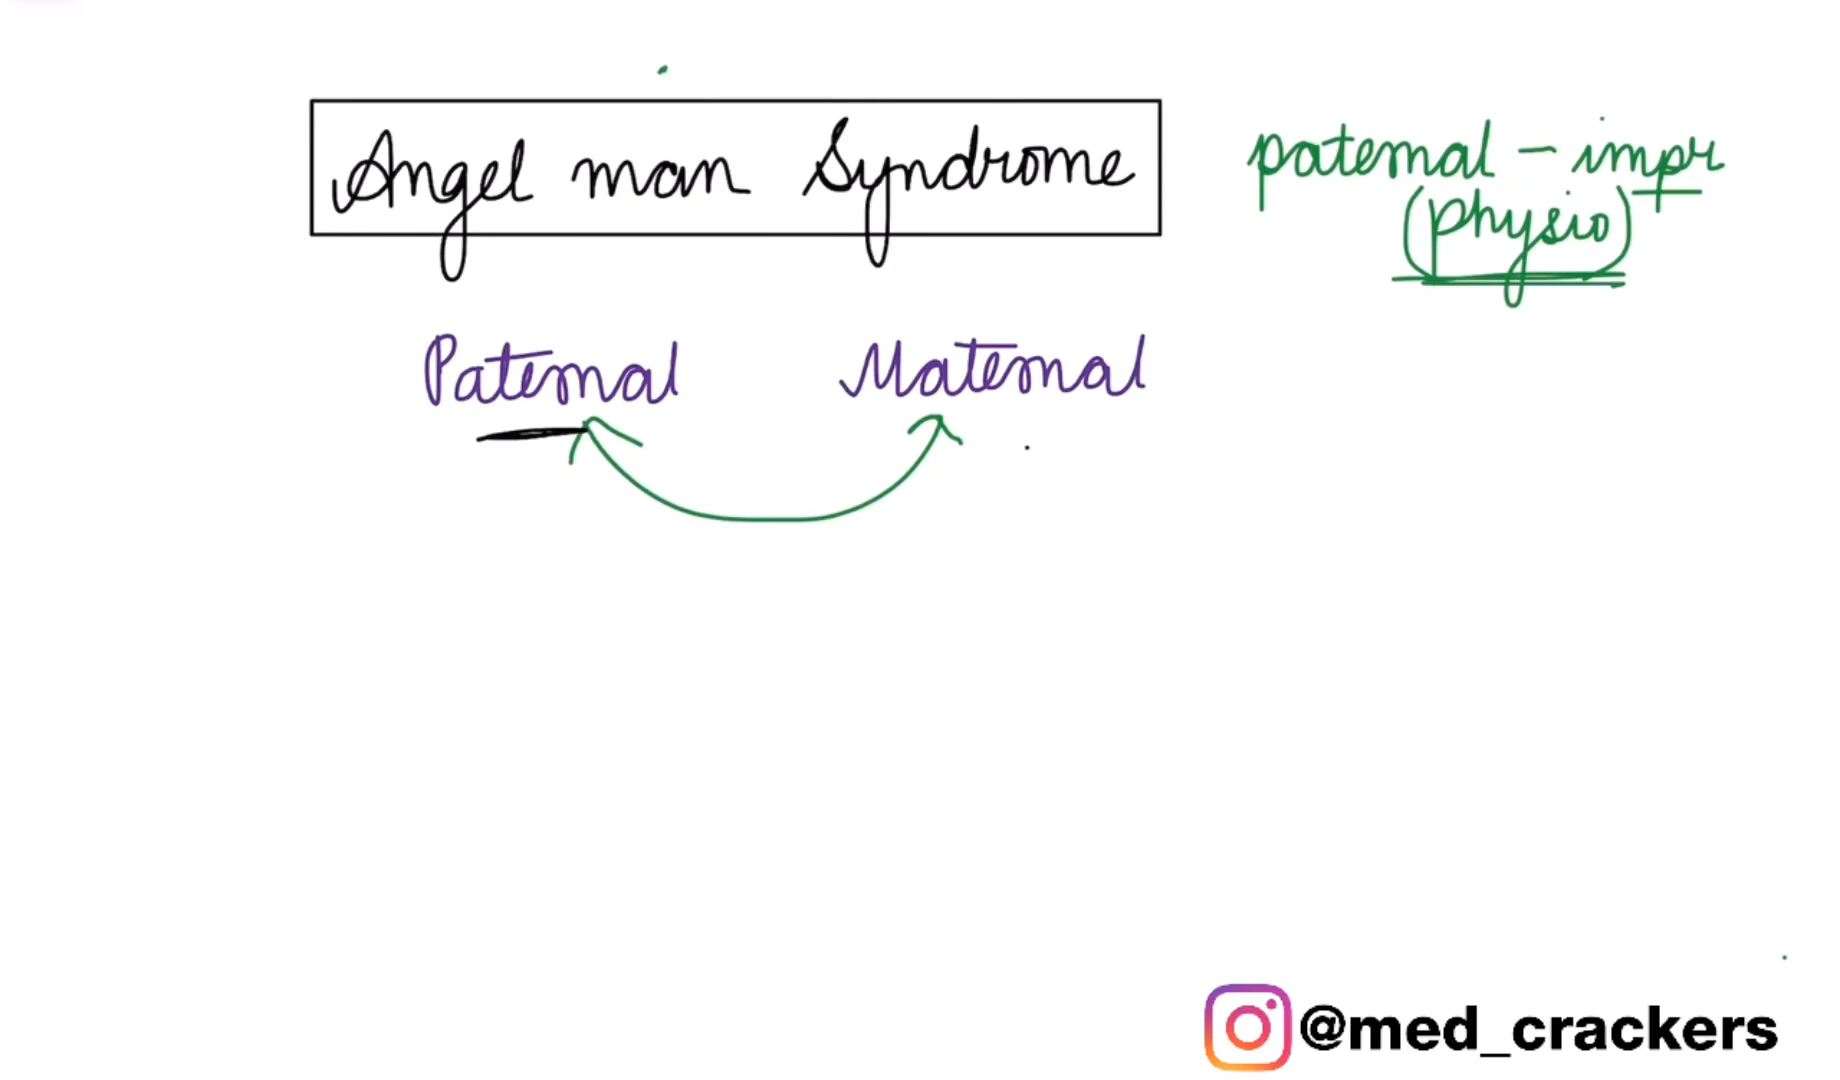 Angel man Syndrome
paternal - impr
(physio)
Paternal Maternal
@med_crackers